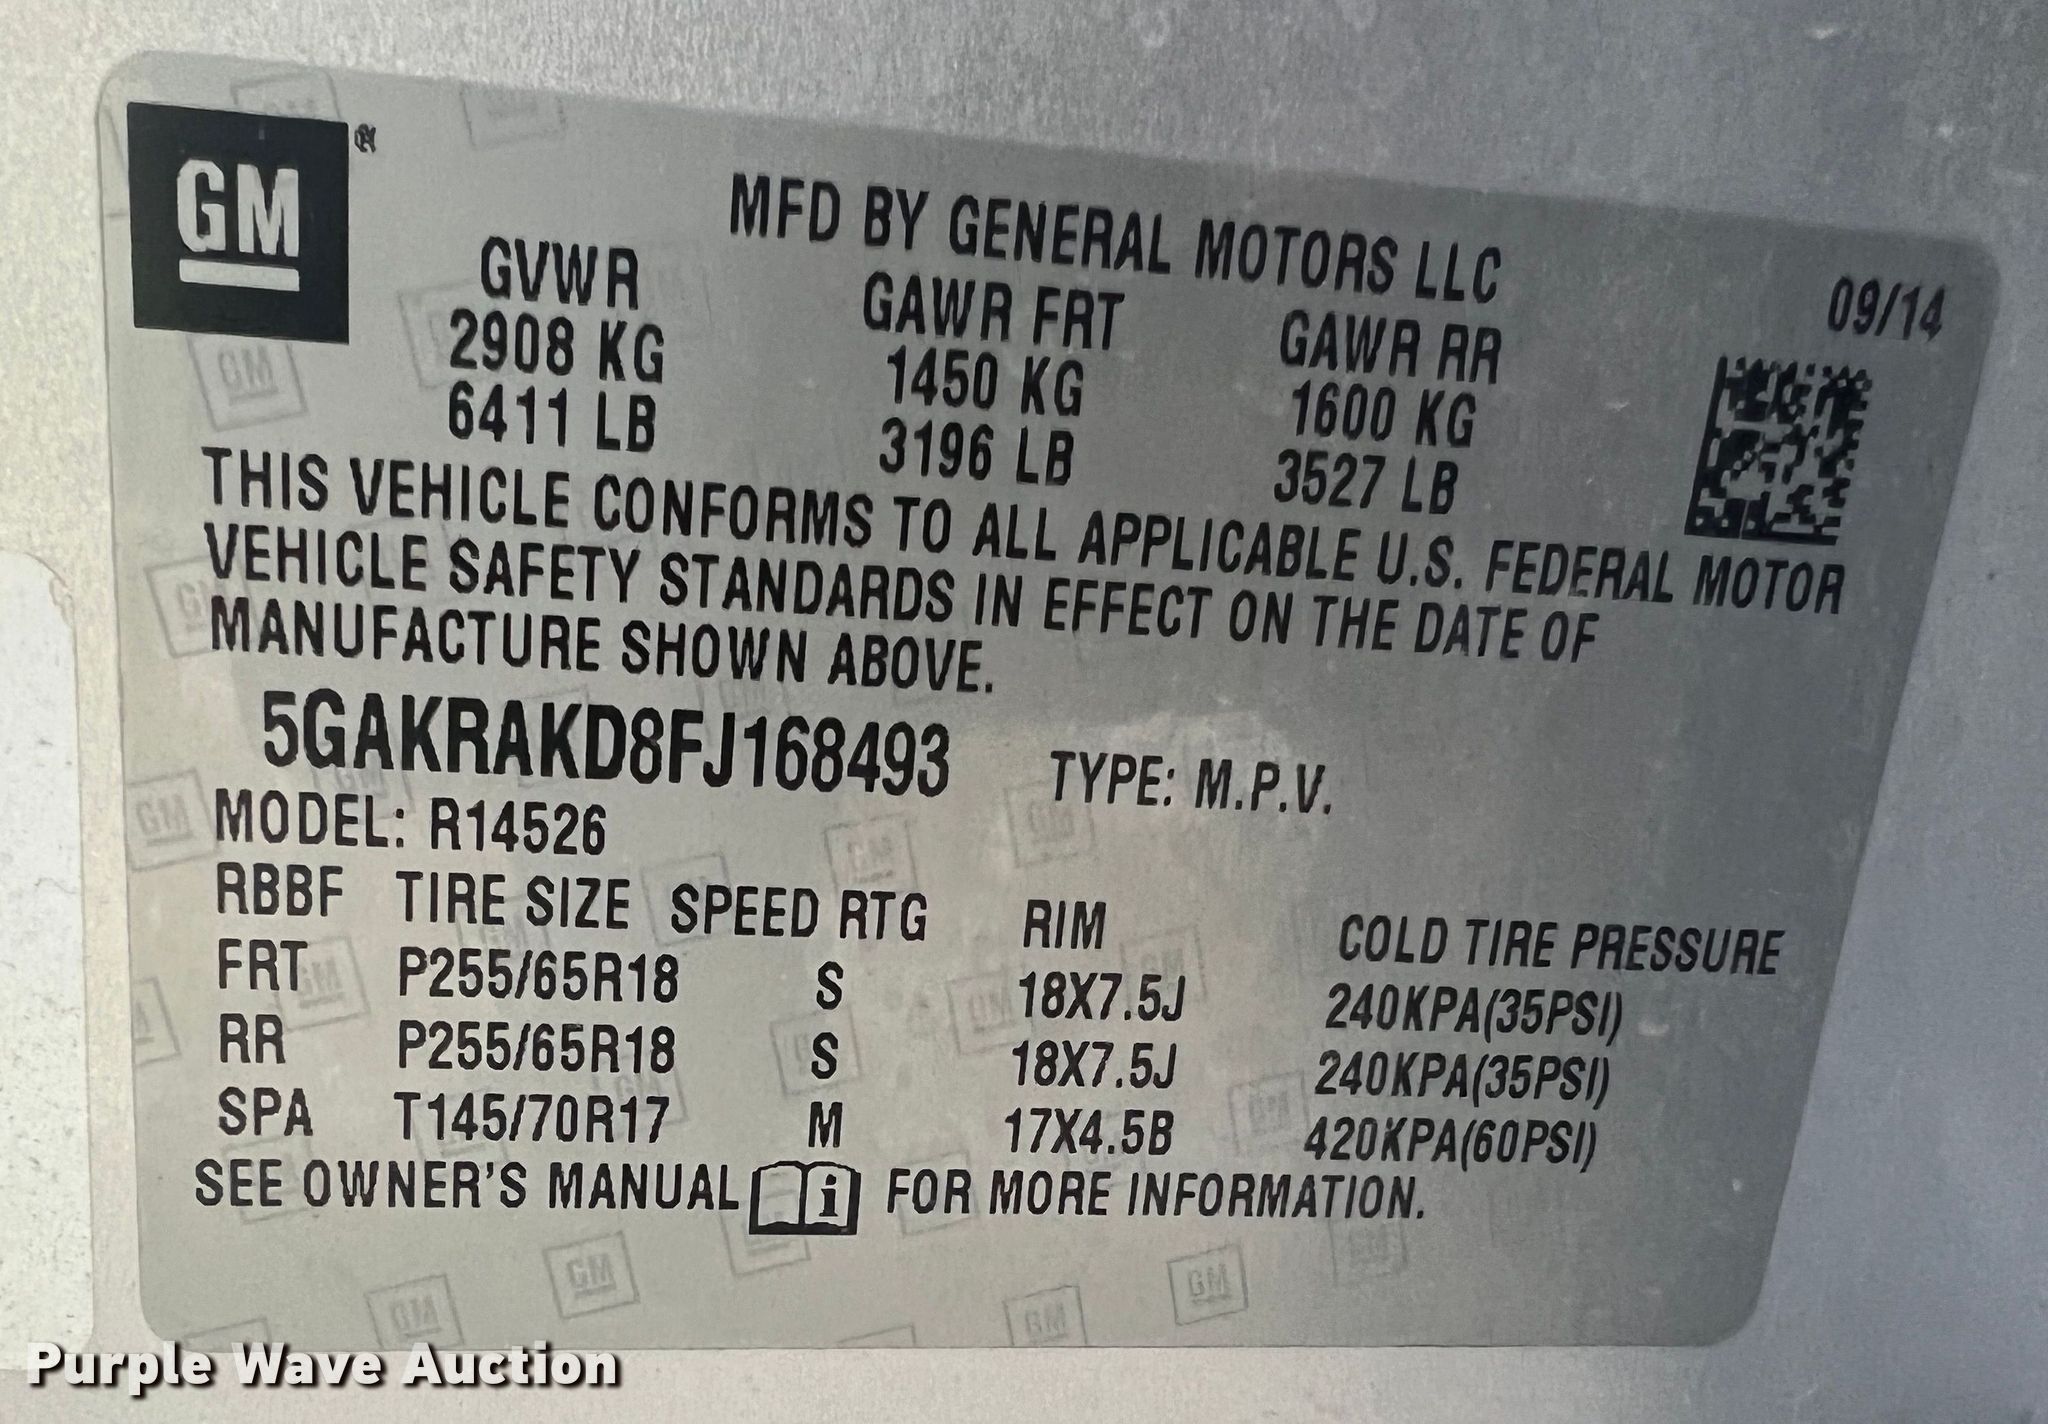 GM
MFD BY GENERAL MOTORS LLC
09/14
GVWR GAWR FRT GAWR RR
2908 KG 1450 KG 1600 KG
6411 LB 3196 LB 3527 LB
THIS VEHICLE CONFORMS TO ALL APPLICABLE U.S. FEDERAL MOTOR
VEHICLE SAFETY STANDARDS IN EFFECT ON THE DATE OF
MANUFACTURE SHOWN ABOVE.
5GAKRAKD8FJ168493 TYPE: M.P.V.
MODEL: R14526
RBBF TIRE SIZE SPEED RTG RIM COLD TIRE PRESSURE
FRT P255/65R18 S 18X7.5J 240KPA(35PSI)
RR P255/65R18 S 18X7.5J 240KPA(35PSI)
SPA T145/70R17 M 17X4.5B 420KPA(60PSI)
SEE OWNER'S MANUAL i FOR MORE INFORMATION.
Purple Wave Auction